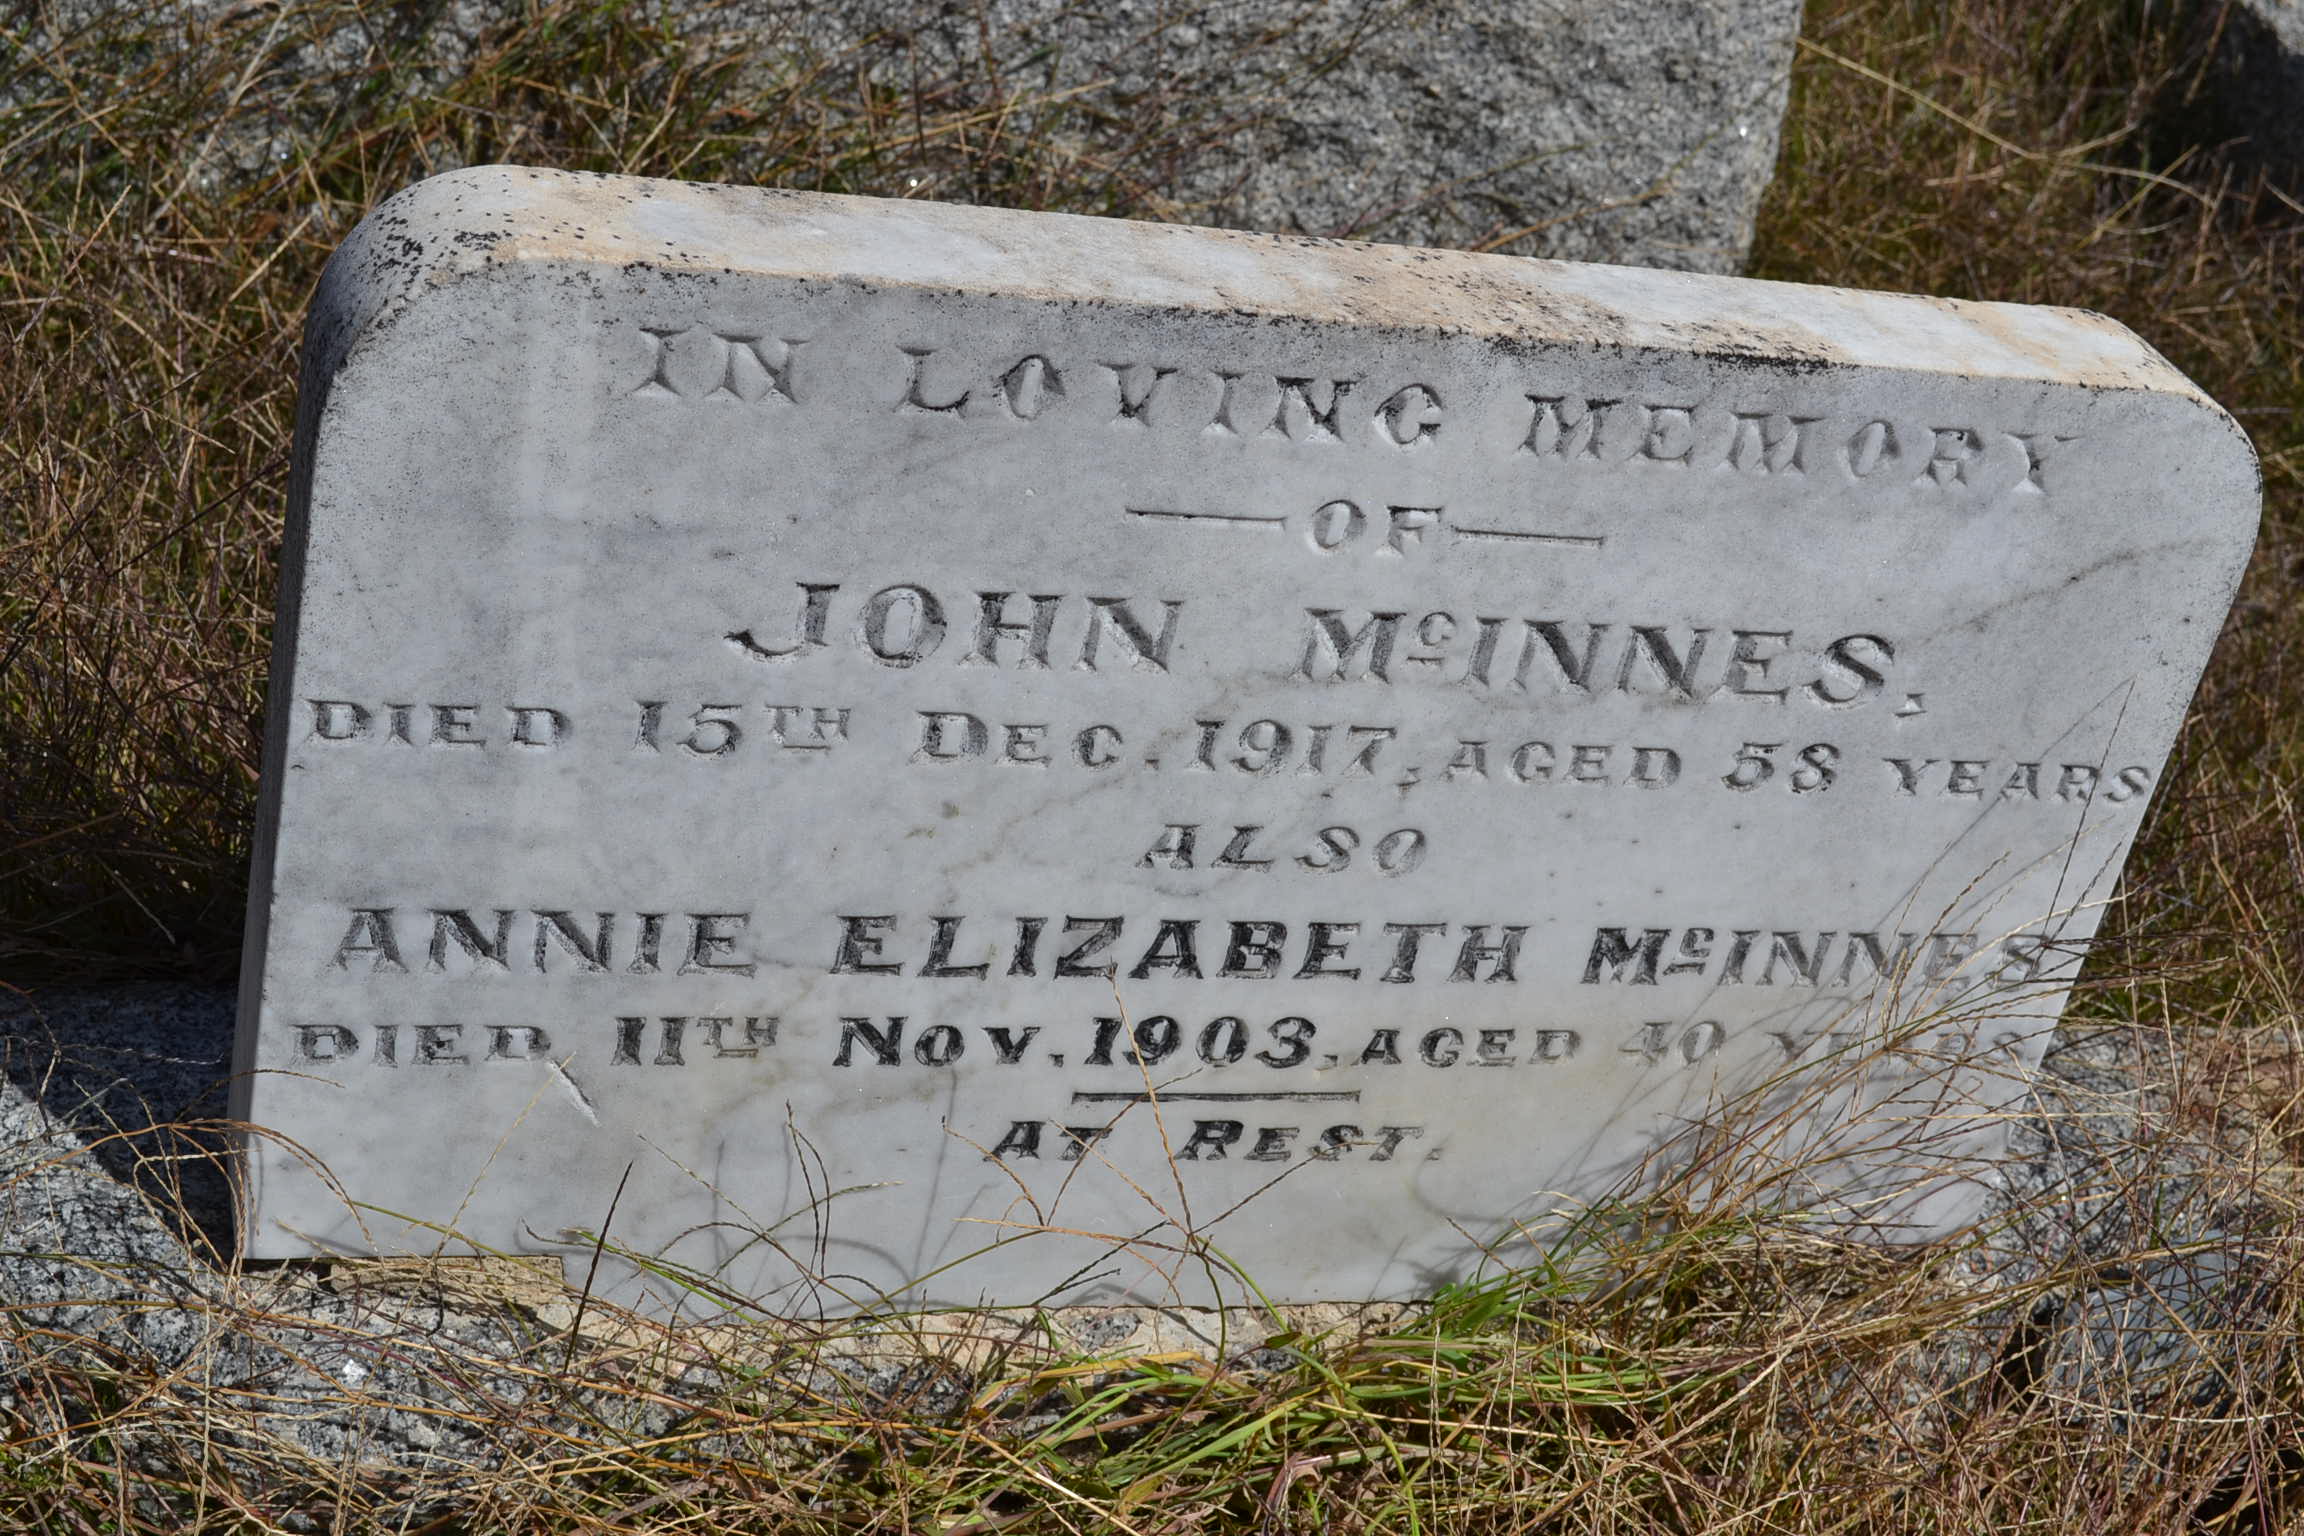 IN LOVING MEMORY
— OF —
JOHN McINNES,
DIED 15TH DEC. 1917, AGED 58 YEARS
ALSO
ANNIE ELIZABETH McINNES
DIED 11TH NOV. 1903, AGED 40 YEARS
AT REST.